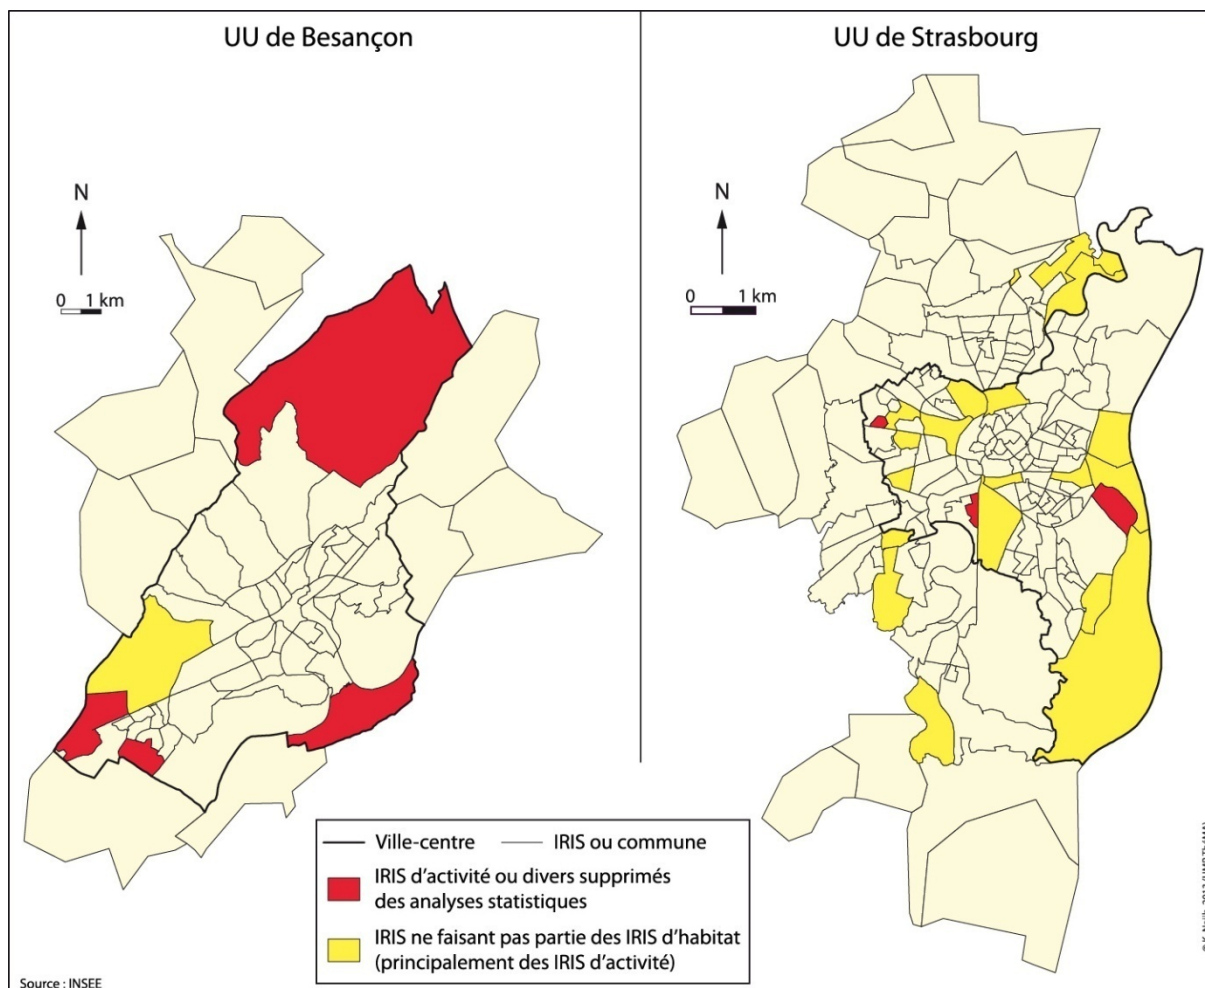 UU de Besançon
UU de Strasbourg
N
0 1 km
N
0 1 km
Ville-centre
IRIS ou commune
IRIS d'activité ou divers supprimés
des analyses statistiques
IRIS ne faisant pas partie des IRIS d'habitat
(principalement des IRIS d'activité)
Source : INSEE